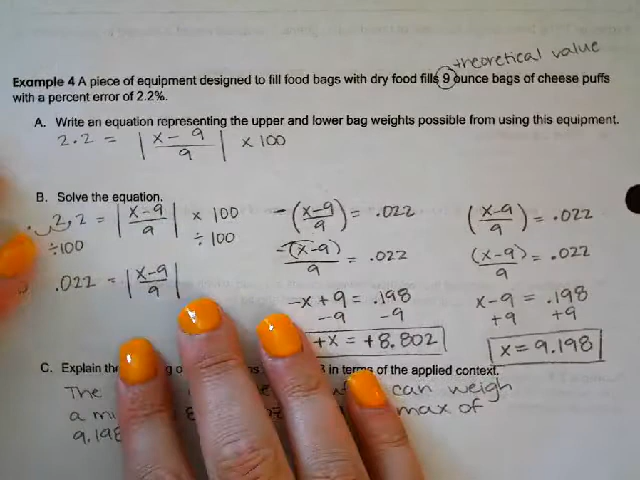 theoretical value
Example 4 A piece of equipment designed to fill food bags with dry food fills 9 ounce bags of cheese puffs
with a percent error of 2.2%.
A. Write an equation representing the upper and lower bag weights possible from using this equipment.
2.2 = |x-9/9| x 100
B. Solve the equation.
2.2 = |x-9/9| x 100
÷100 ÷100
.022 = |x-9/9|
-(x-9/9) = .022
-(x-9)/9 = .022
-x+9 = .198
-9 -9
+x = +8.802
(x-9/9) = .022
(x-9)/9 = .022
x-9 = .198
+9 +9
x = 9.198
C. Explain the of in terms of the applied context.
The can weigh
a max of
9.198